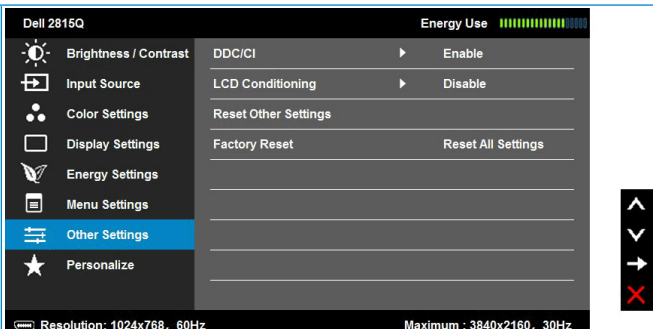 Dell 2815Q Energy Use
Brightness / Contrast DDC/CI Enable
Input Source LCD Conditioning Disable
Color Settings Reset Other Settings
Display Settings Factory Reset Reset All Settings
Energy Settings
Menu Settings
Other Settings
Personalize
Resolution: 1024x768, 60Hz Maximum : 3840x2160, 30Hz